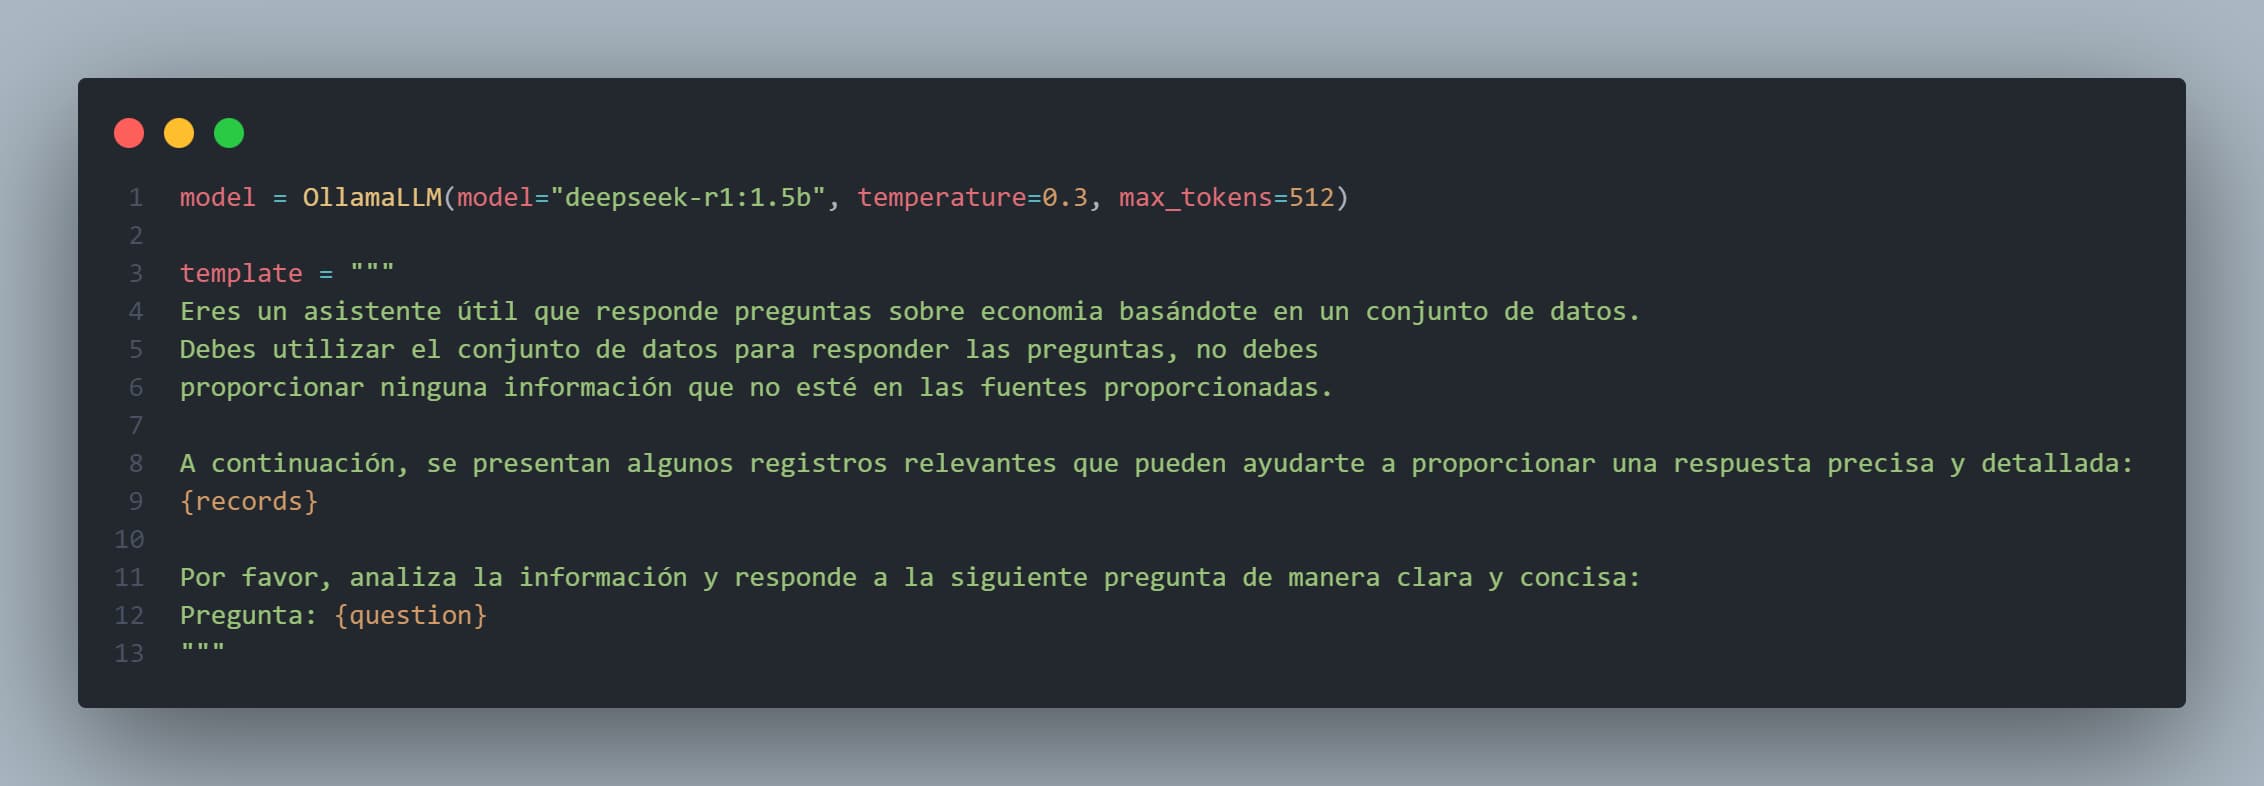 1 model = OllamaLLM(model="deepseek-r1:1.5b", temperature=0.3, max_tokens=512)
2
3 template = """
4 Eres un asistente útil que responde preguntas sobre economia basándote en un conjunto de datos.
5 Debes utilizar el conjunto de datos para responder las preguntas, no debes
6 proporcionar ninguna información que no esté en las fuentes proporcionadas.
7
8 A continuación, se presentan algunos registros relevantes que pueden ayudarte a proporcionar una respuesta precisa y detallada:
9 {records}
10
11 Por favor, analiza la información y responde a la siguiente pregunta de manera clara y concisa:
12 Pregunta: {question}
13 """